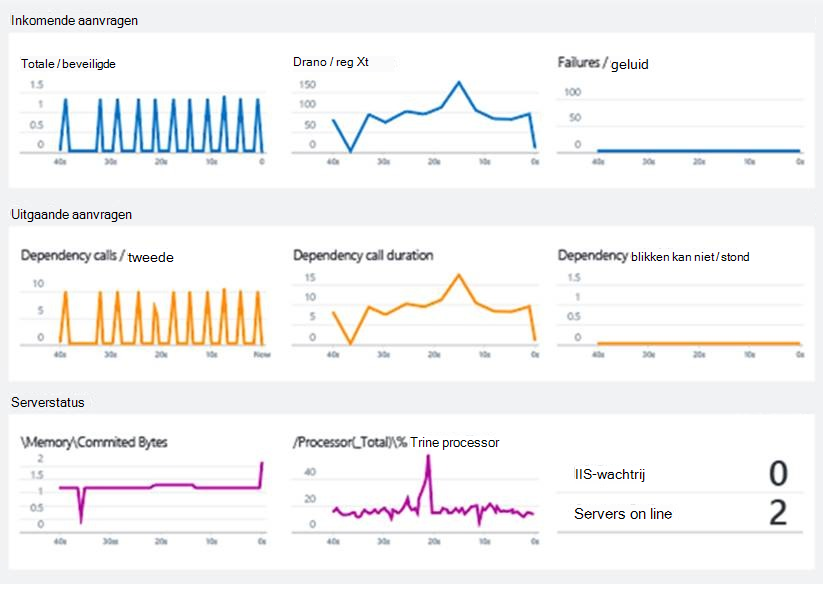 Inkomende aanvragen
Totale / beveiligde
1.5
1
0.5
0
40s 30s 20s 10s 0
Drano / reg Xt
150
100
50
0
40s 30s 20s 10s 0s
Failures / geluid
100
50
0
40s 30s 20s 10s 0s
Uitgaande aanvragen
Dependency calls / tweede
10
5
0
40s 30s 20s 10s Now
Dependency call duration
15
10
5
0
40s 30s 20s 10s 0s
Dependency blikken kan niet / stond
1.5
1
0.5
0
40s 30s 20s 10s 0s
Serverstatus
\Memory\Commited Bytes
2
1.5
1
0.5
0
40s 30s 20s 10s 0s
/Processor(_Total)\% Trine processor
40
20
0
40s 30s 20s 10s 0s
IIS-wachtrij 0
Servers on line 2